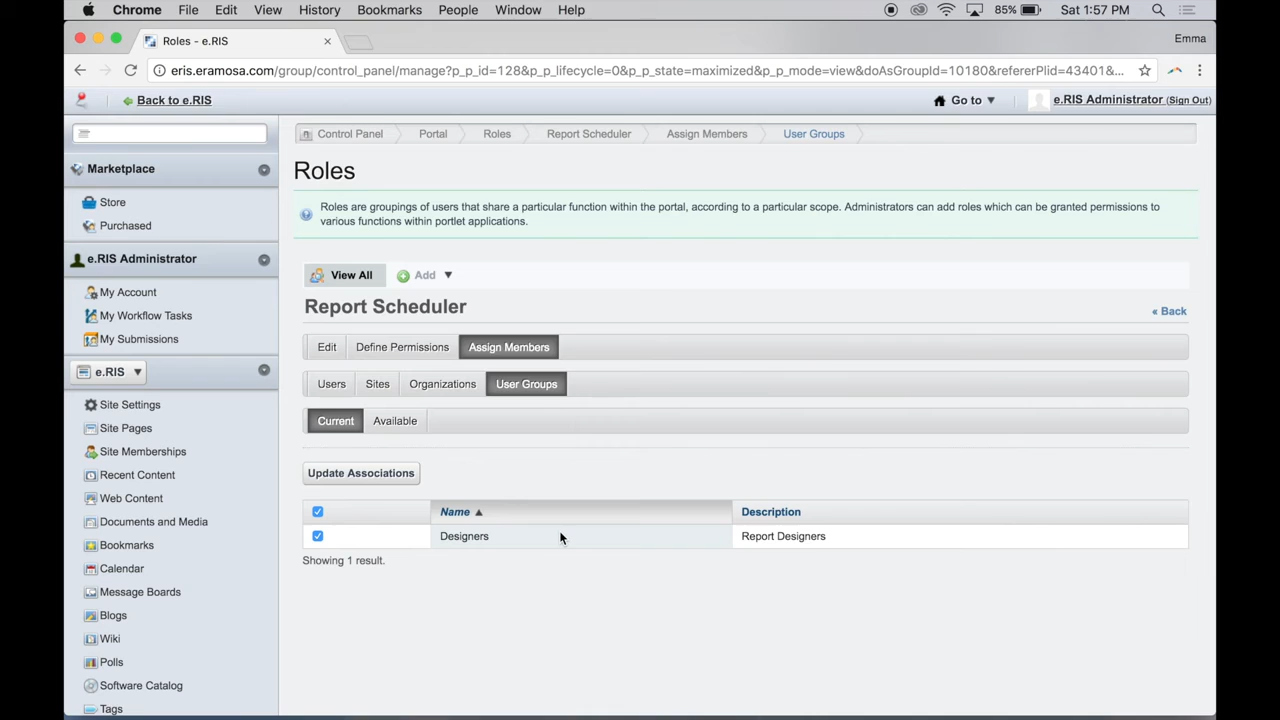 Chrome File Edit View History Bookmarks People Window Help 85% Sat 1:57 PM
Roles - e.RIS × Emma
eris.eramosa.com/group/control_panel/manage?p_p_id=128&p_p_lifecycle=0&p_p_state=maximized&p_p_mode=view&doAsGroupId=10180&refererPlid=43401&...
Back to e.RIS Go to e.RIS Administrator (Sign Out)
Control Panel Portal Roles Report Scheduler Assign Members User Groups
Marketplace
Store
Purchased
e.RIS Administrator
My Account
My Workflow Tasks
My Submissions
e.RIS
Site Settings
Site Pages
Site Memberships
Recent Content
Web Content
Documents and Media
Bookmarks
Calendar
Message Boards
Blogs
Wiki
Polls
Software Catalog
Tags
Roles
Roles are groupings of users that share a particular function within the portal, according to a particular scope. Administrators can add roles which can be granted permissions to
various functions within portlet applications.
View All Add
Report Scheduler
« Back
Edit Define Permissions Assign Members
Users Sites Organizations User Groups
Current Available
Update Associations
Name Description
Designers Report Designers
Showing 1 result.